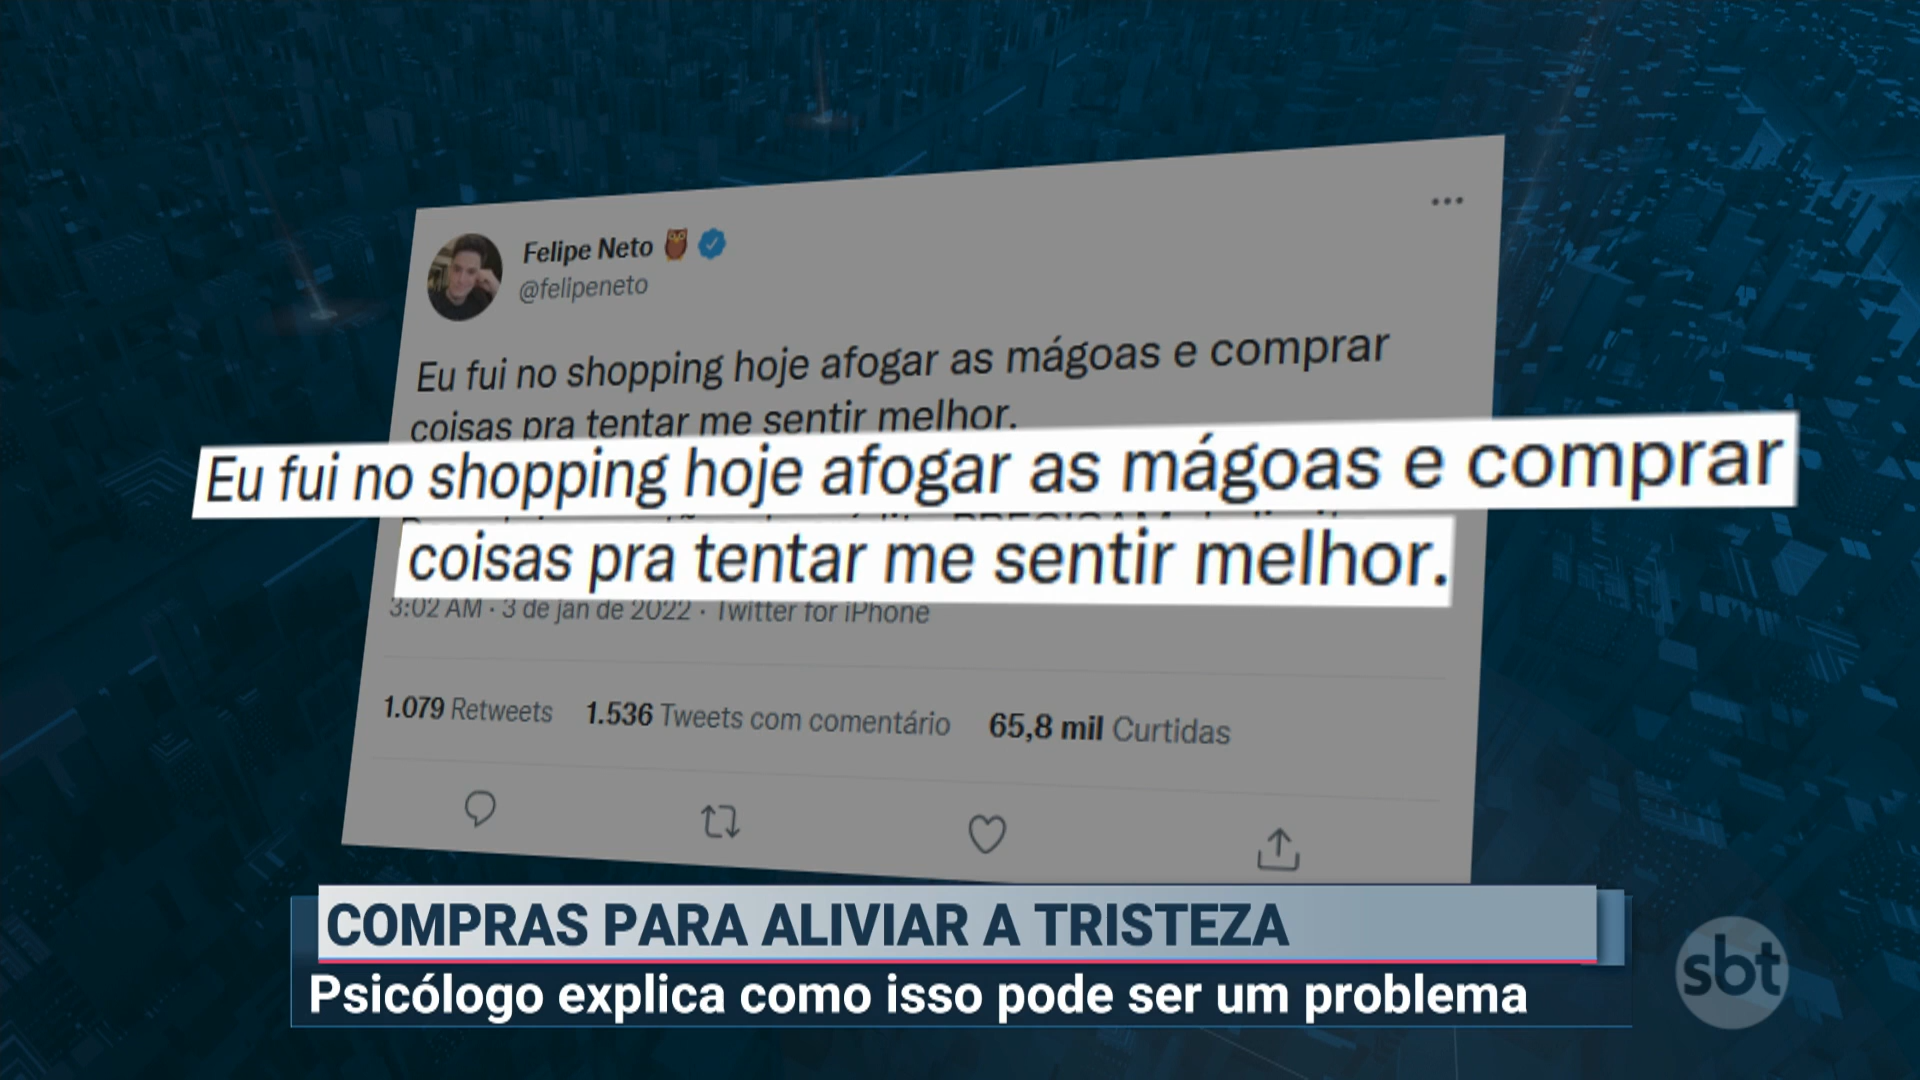 Felipe Neto
@felipeneto
Eu fui no shopping hoje afogar as mágoas e comprar
coisas pra tentar me sentir melhor.
Eu fui no shopping hoje afogar as mágoas e comprar
coisas pra tentar me sentir melhor.
3:02 AM · 3 de jan de 2022 · Twitter for iPhone
1.079 Retweets 1.536 Tweets com comentário 65,8 mil Curtidas
COMPRAS PARA ALIVIAR A TRISTEZA
Psicólogo explica como isso pode ser um problema
sbt